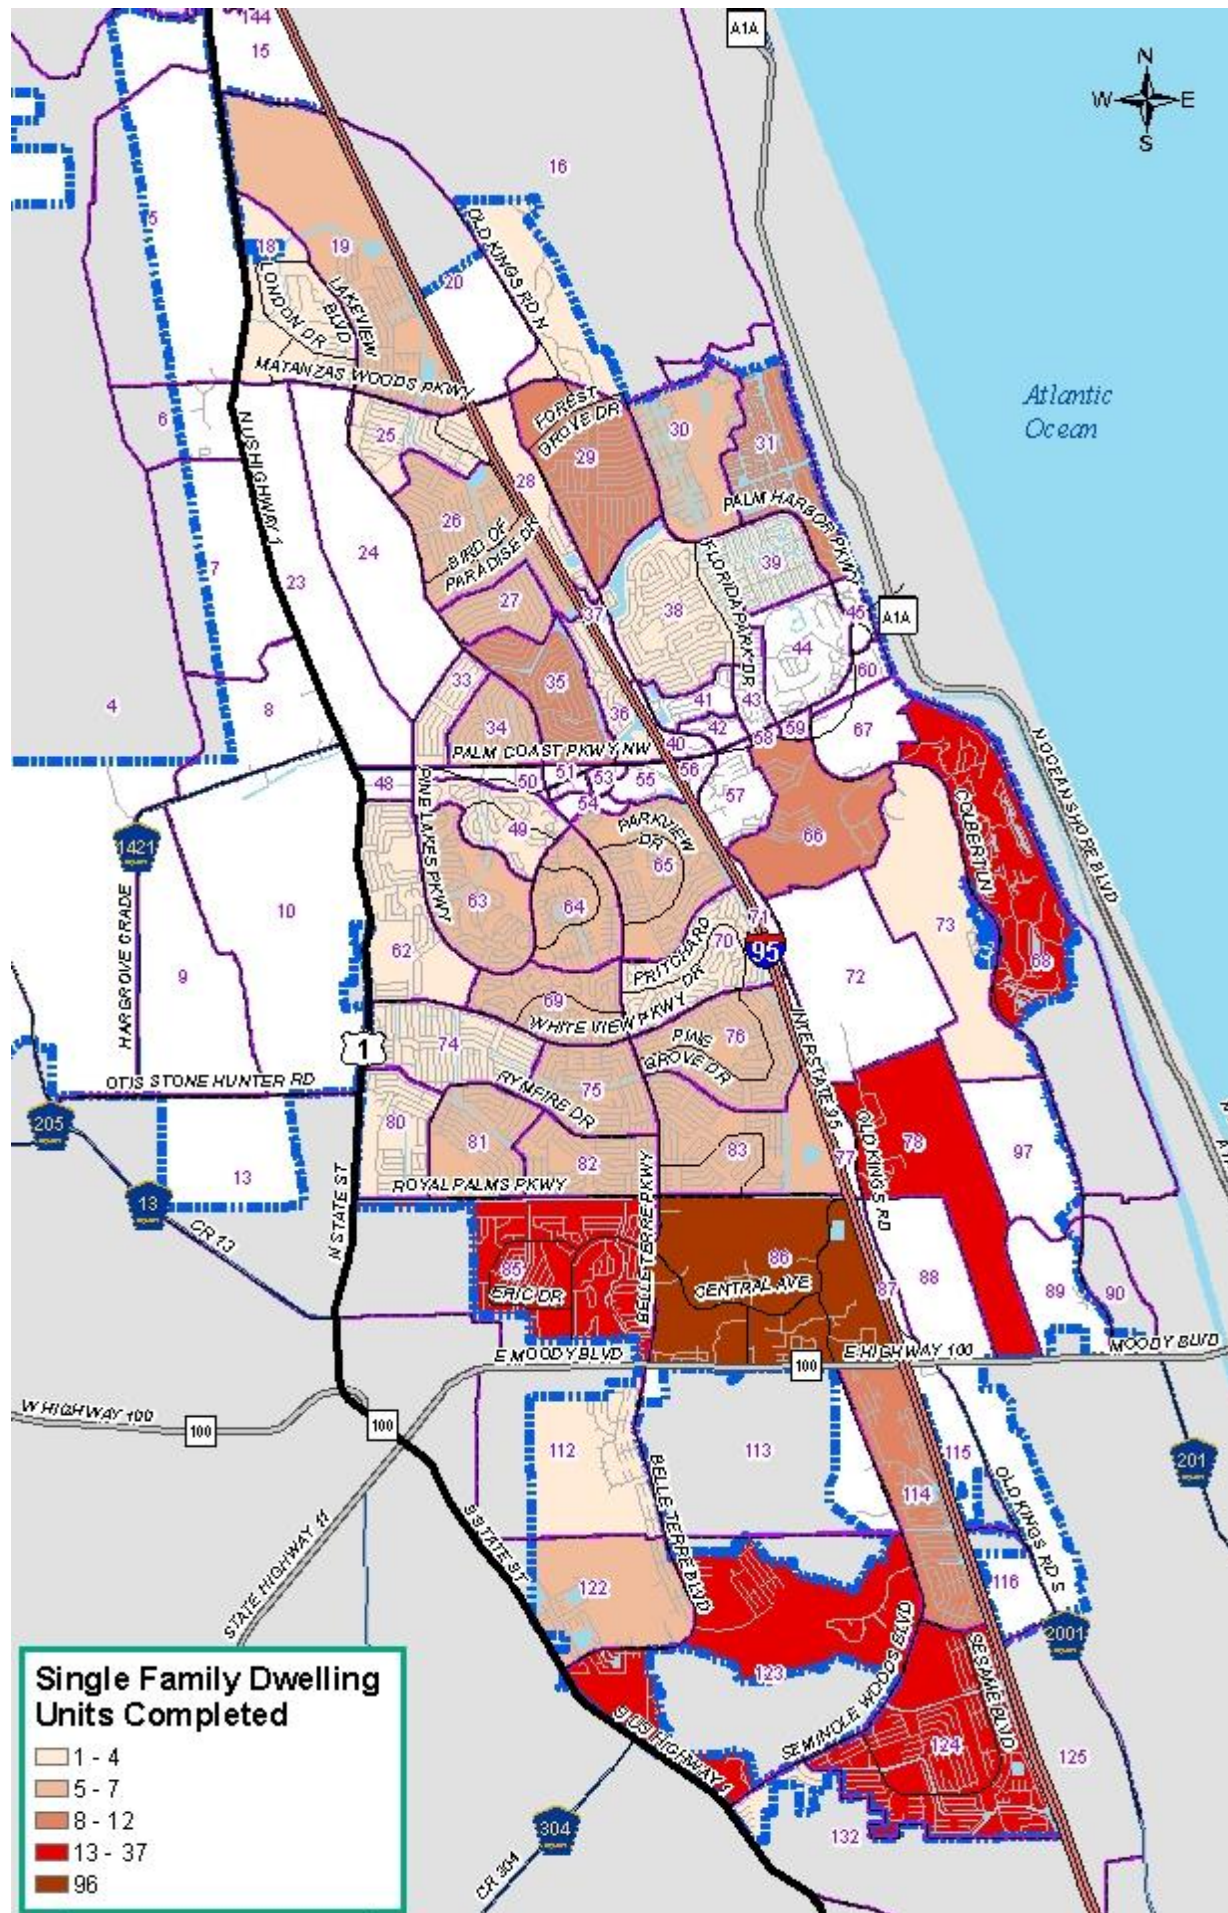 144
A1A
15
N
W
E
S
16
5
18
19
OLD KINGS RD N
20
LONDON DR
LAKEVIEW
BLVD
MATANZAS WOODS PKWY
Atlantic
Ocean
6
25
FOREST
GROVE DR
30
31
N US HIGHWAY 1
28
29
PALM HARBOR PKWY
26
BIRD OF
PARADISE DR
24
FLORIDA PARK DR
7
23
39
27
37
38
45
A1A
44
60
33
35
41
43
4
8
36
34
42
59
67
58
40
PALM COAST PKWY NW
N OCEAN SHORE BLVD
48
50
51
53
55
56
57
54
PINE LAKES PKWY
49
PARKVIEW
DR
COLBERT LN
1421
66
65
HARGROVE GRADE
63
64
10
71
73
62
PRITCHARD
DR
70
95
68
9
72
69
WHITE VIEW PKWY
INTERSTATE 95
1
74
PINE
GROVE DR
76
OTIS STONE HUNTER RD
RYMFIRE DR
75
205
80
81
82
83
OLD KINGS RD
77
78
97
13
13
ROYAL PALMS PKWY
N STATE ST
CR 13
BELLE TERRE PKWY
85
ERIC DR
86
CENTRAL AVE
87
88
89
90
E MOODY BLVD
100
E HIGHWAY 100
MOODY BLVD
W HIGHWAY 100
100
100
112
113
115
201
BELLE TERRE BLVD
114
OLD KINGS RD S
STATE HIGHWAY 11
S STATE ST
122
116
2001
123
SEMINOLE WOODS BLVD
SESAME BLVD
S US HIGHWAY 1
124
125
132
304
CR 304
Single Family Dwelling
Units Completed
1 - 4
5 - 7
8 - 12
13 - 37
96